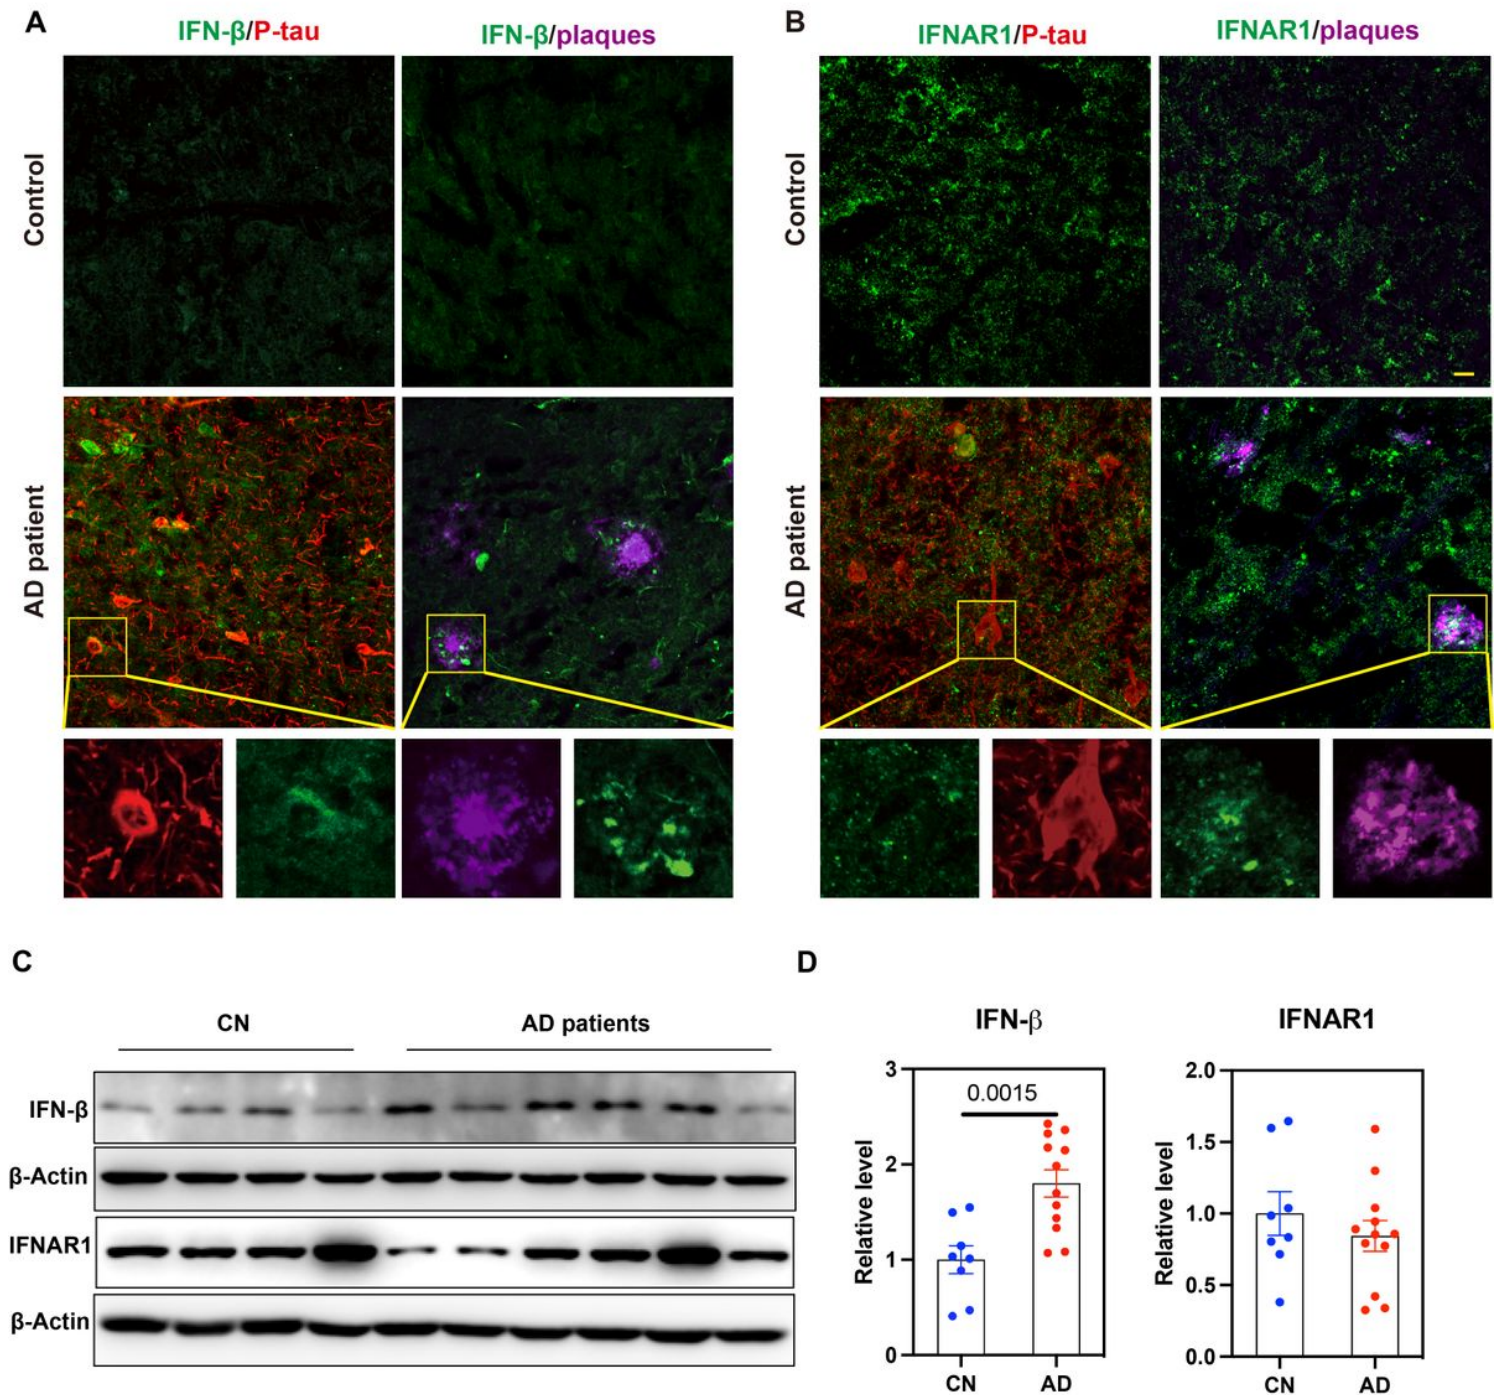 A
IFN-β/P-tau
IFN-β/plaques
B
IFNAR1/P-tau
IFNAR1/plaques
Control
Control
AD patient
AD patient
C
CN
AD patients
IFN-β
β-Actin
IFNAR1
β-Actin
D
IFN-β
IFNAR1
Relative level
3
2
1
0
0.0015
CN
AD
Relative level
2.0
1.5
1.0
0.5
0.0
CN
AD